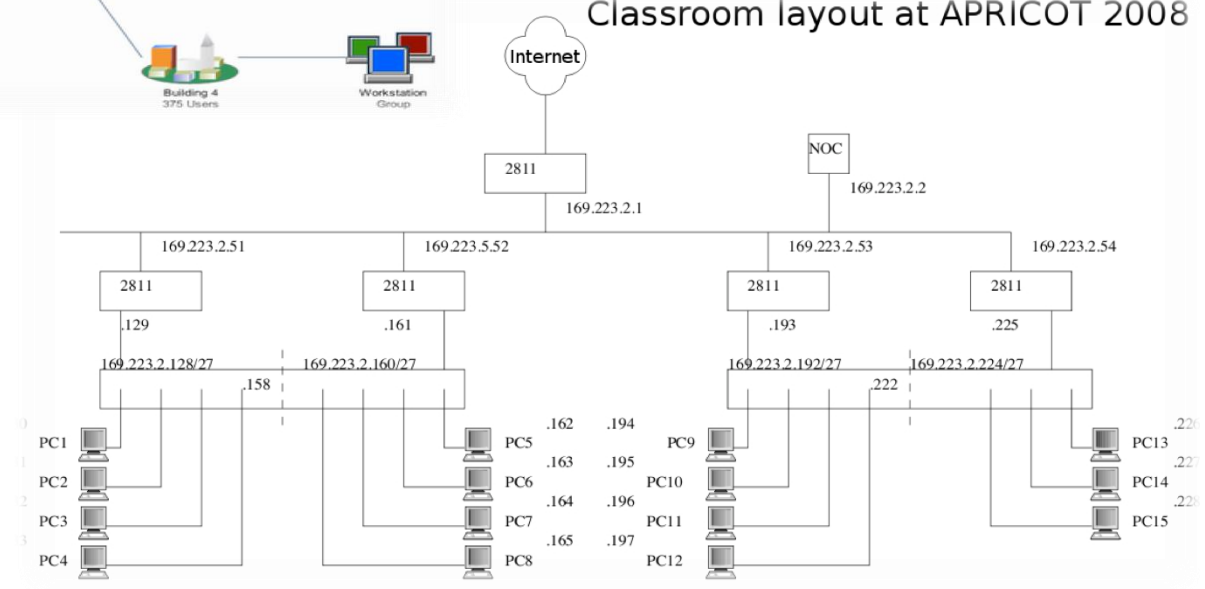 Classroom layout at APRICOT 2008
Internet
Building 4
375 Users
Workstation
Group
2811
NOC
169.223.2.2
169.223.2.1
169.223.2.51
169.223.5.52
169.223.2.53
169.223.2.54
2811
2811
2811
2811
.129
.161
.193
.225
169.223.2.128/27
169.223.2.160/27
169.223.2.192/27
169.223.2.224/27
.158
.222
PC1
PC5
.162
.194
PC9
PC13
.226
PC2
PC6
.163
.195
PC10
PC14
.227
PC3
PC7
.164
.196
PC11
PC15
.228
PC4
PC8
.165
.197
PC12